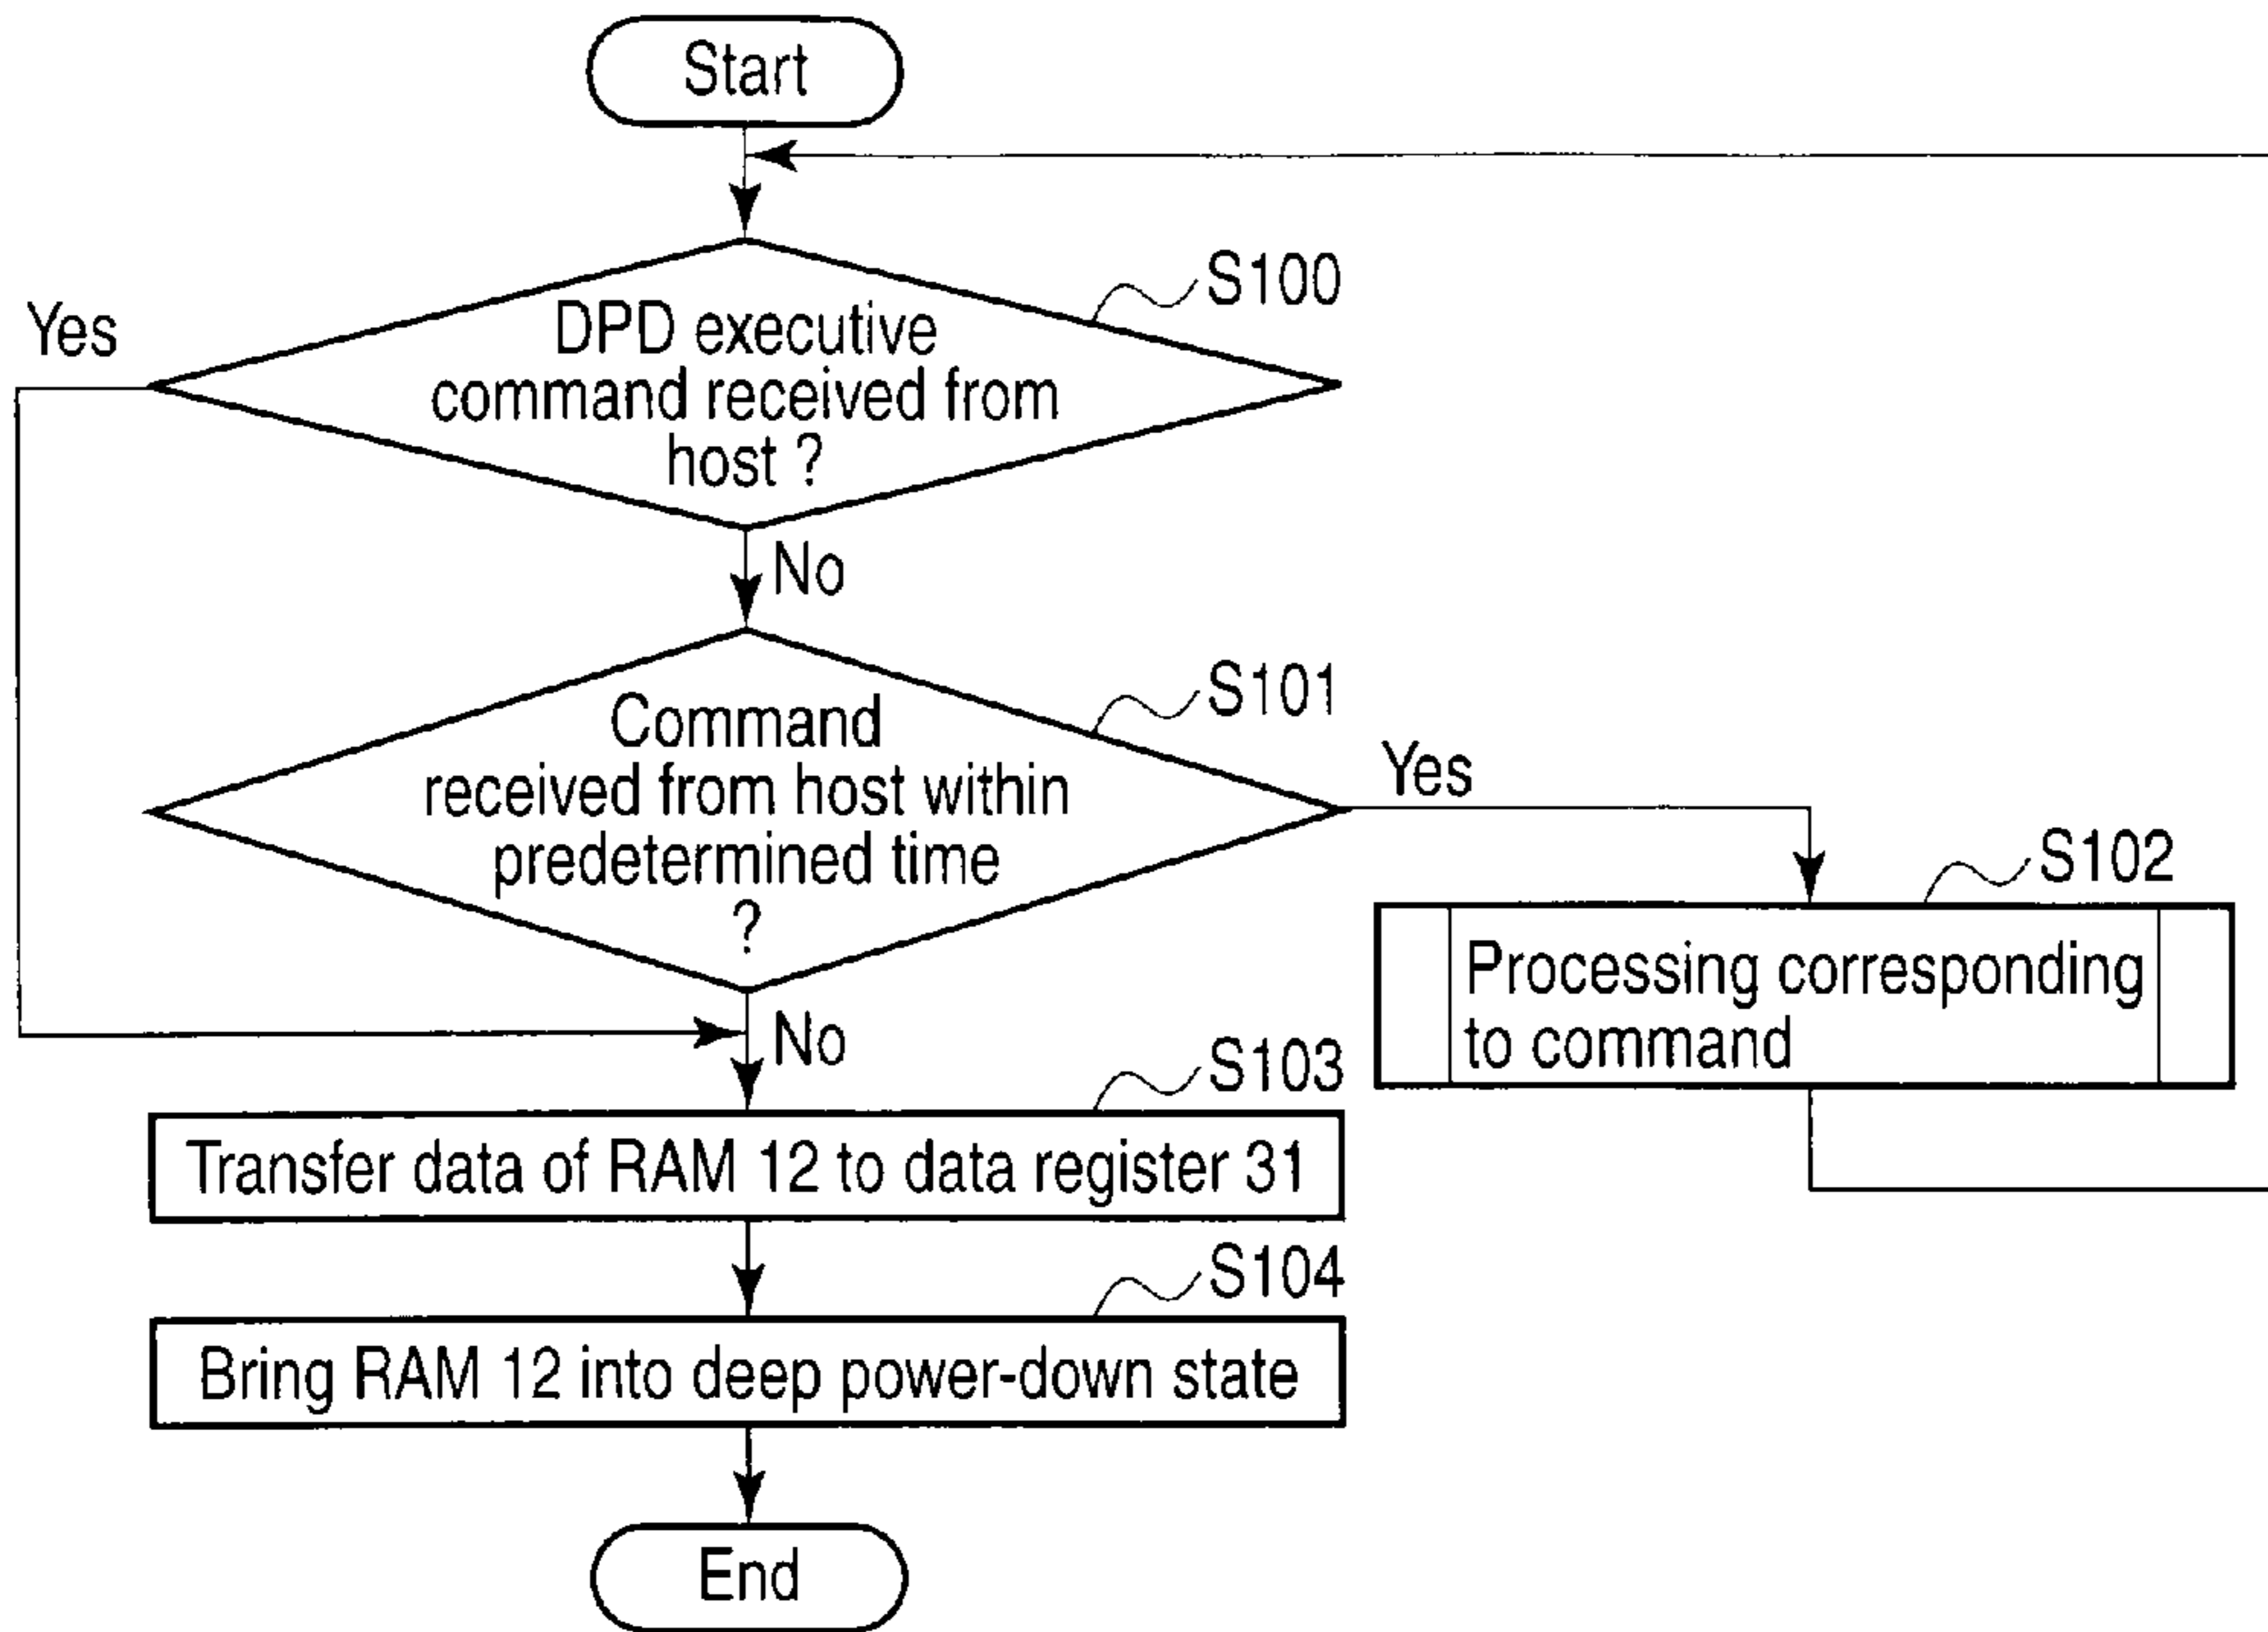 Start
S100
Yes
DPD executive
command received from
host ?
No
S101
Command
received from host within
predetermined time
?
Yes
S102
Processing corresponding
to command
No
S103
Transfer data of RAM 12 to data register 31
S104
Bring RAM 12 into deep power-down state
End